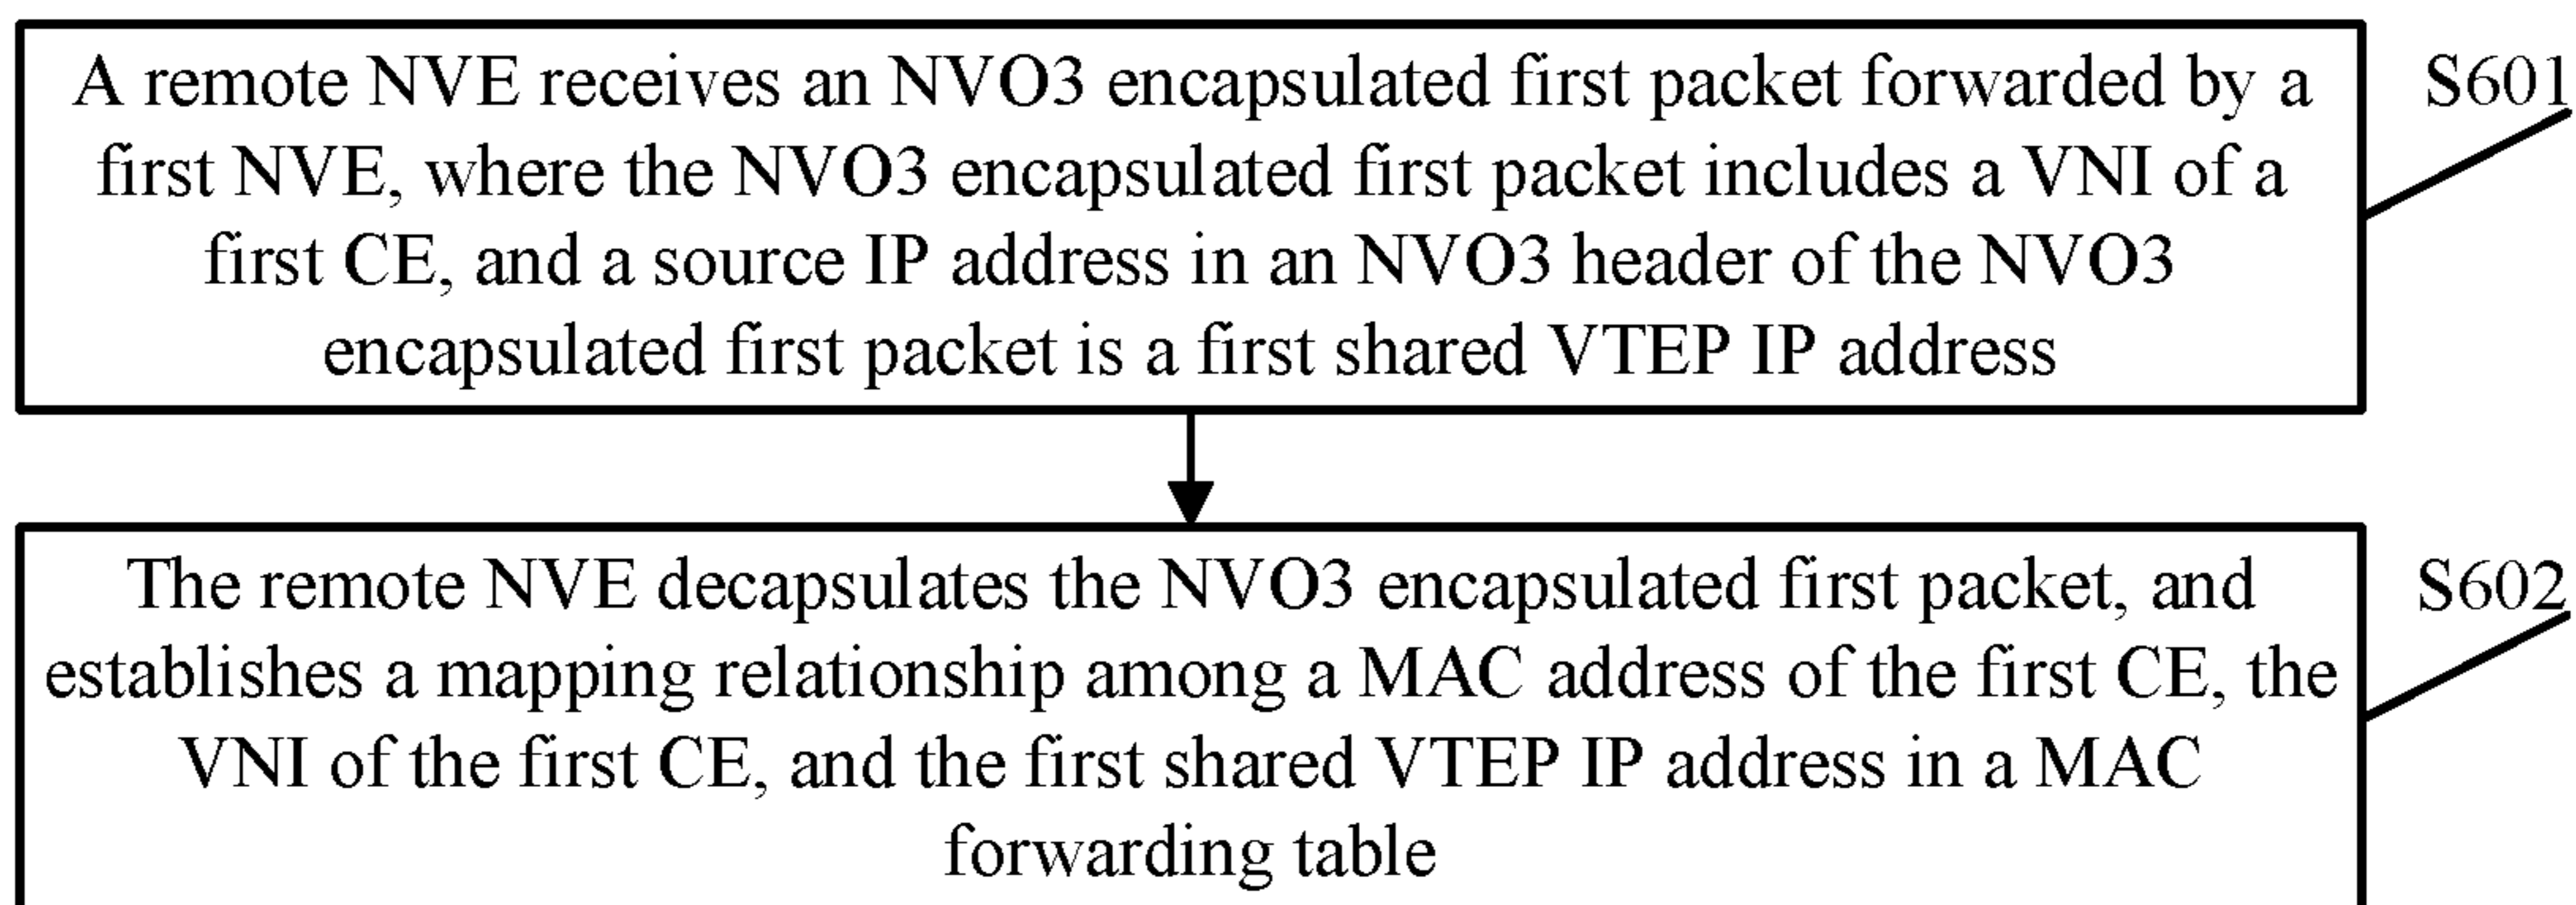 A remote NVE receives an NVO3 encapsulated first packet forwarded by a
first NVE, where the NVO3 encapsulated first packet includes a VNI of a
first CE, and a source IP address in an NVO3 header of the NVO3
encapsulated first packet is a first shared VTEP IP address
S601
The remote NVE decapsulates the NVO3 encapsulated first packet, and
establishes a mapping relationship among a MAC address of the first CE, the
VNI of the first CE, and the first shared VTEP IP address in a MAC
forwarding table
S602